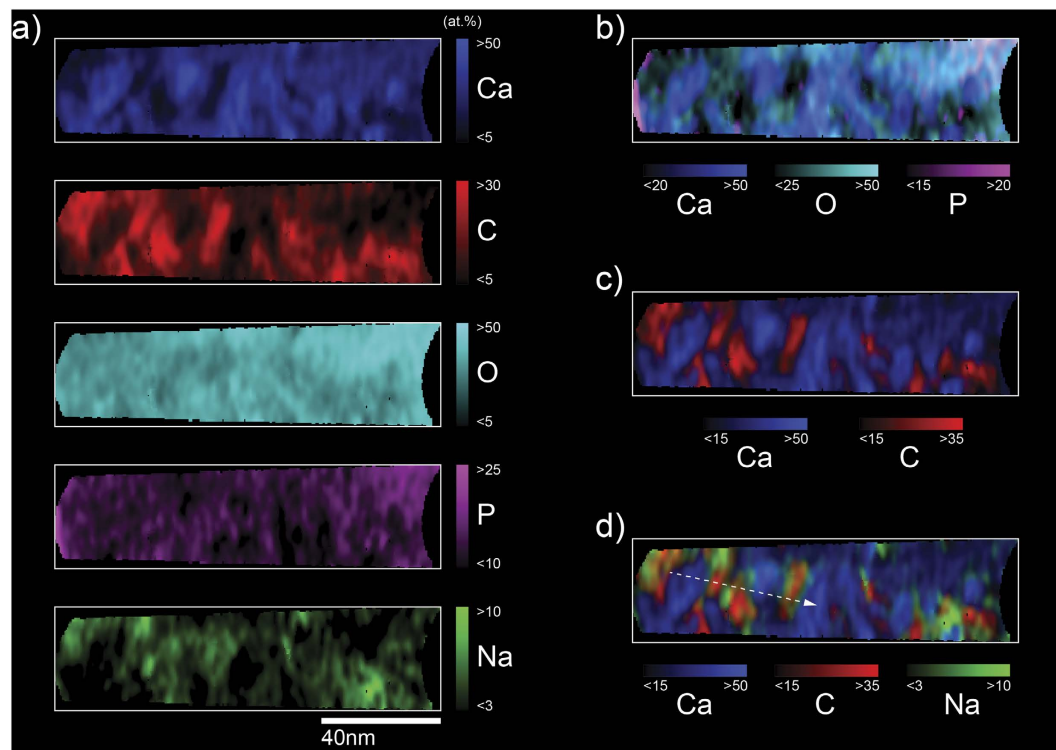 a)
(at.%)
>50
Ca
<5
>30
C
<5
>50
O
<5
>25
P
<10
>10
Na
<3
40nm
b)
<20 >50 <25 >50 <15 >20
Ca O P
c)
<15 >50 <15 >35
Ca C
d)
<15 >50 <15 >35 <3 >10
Ca C Na